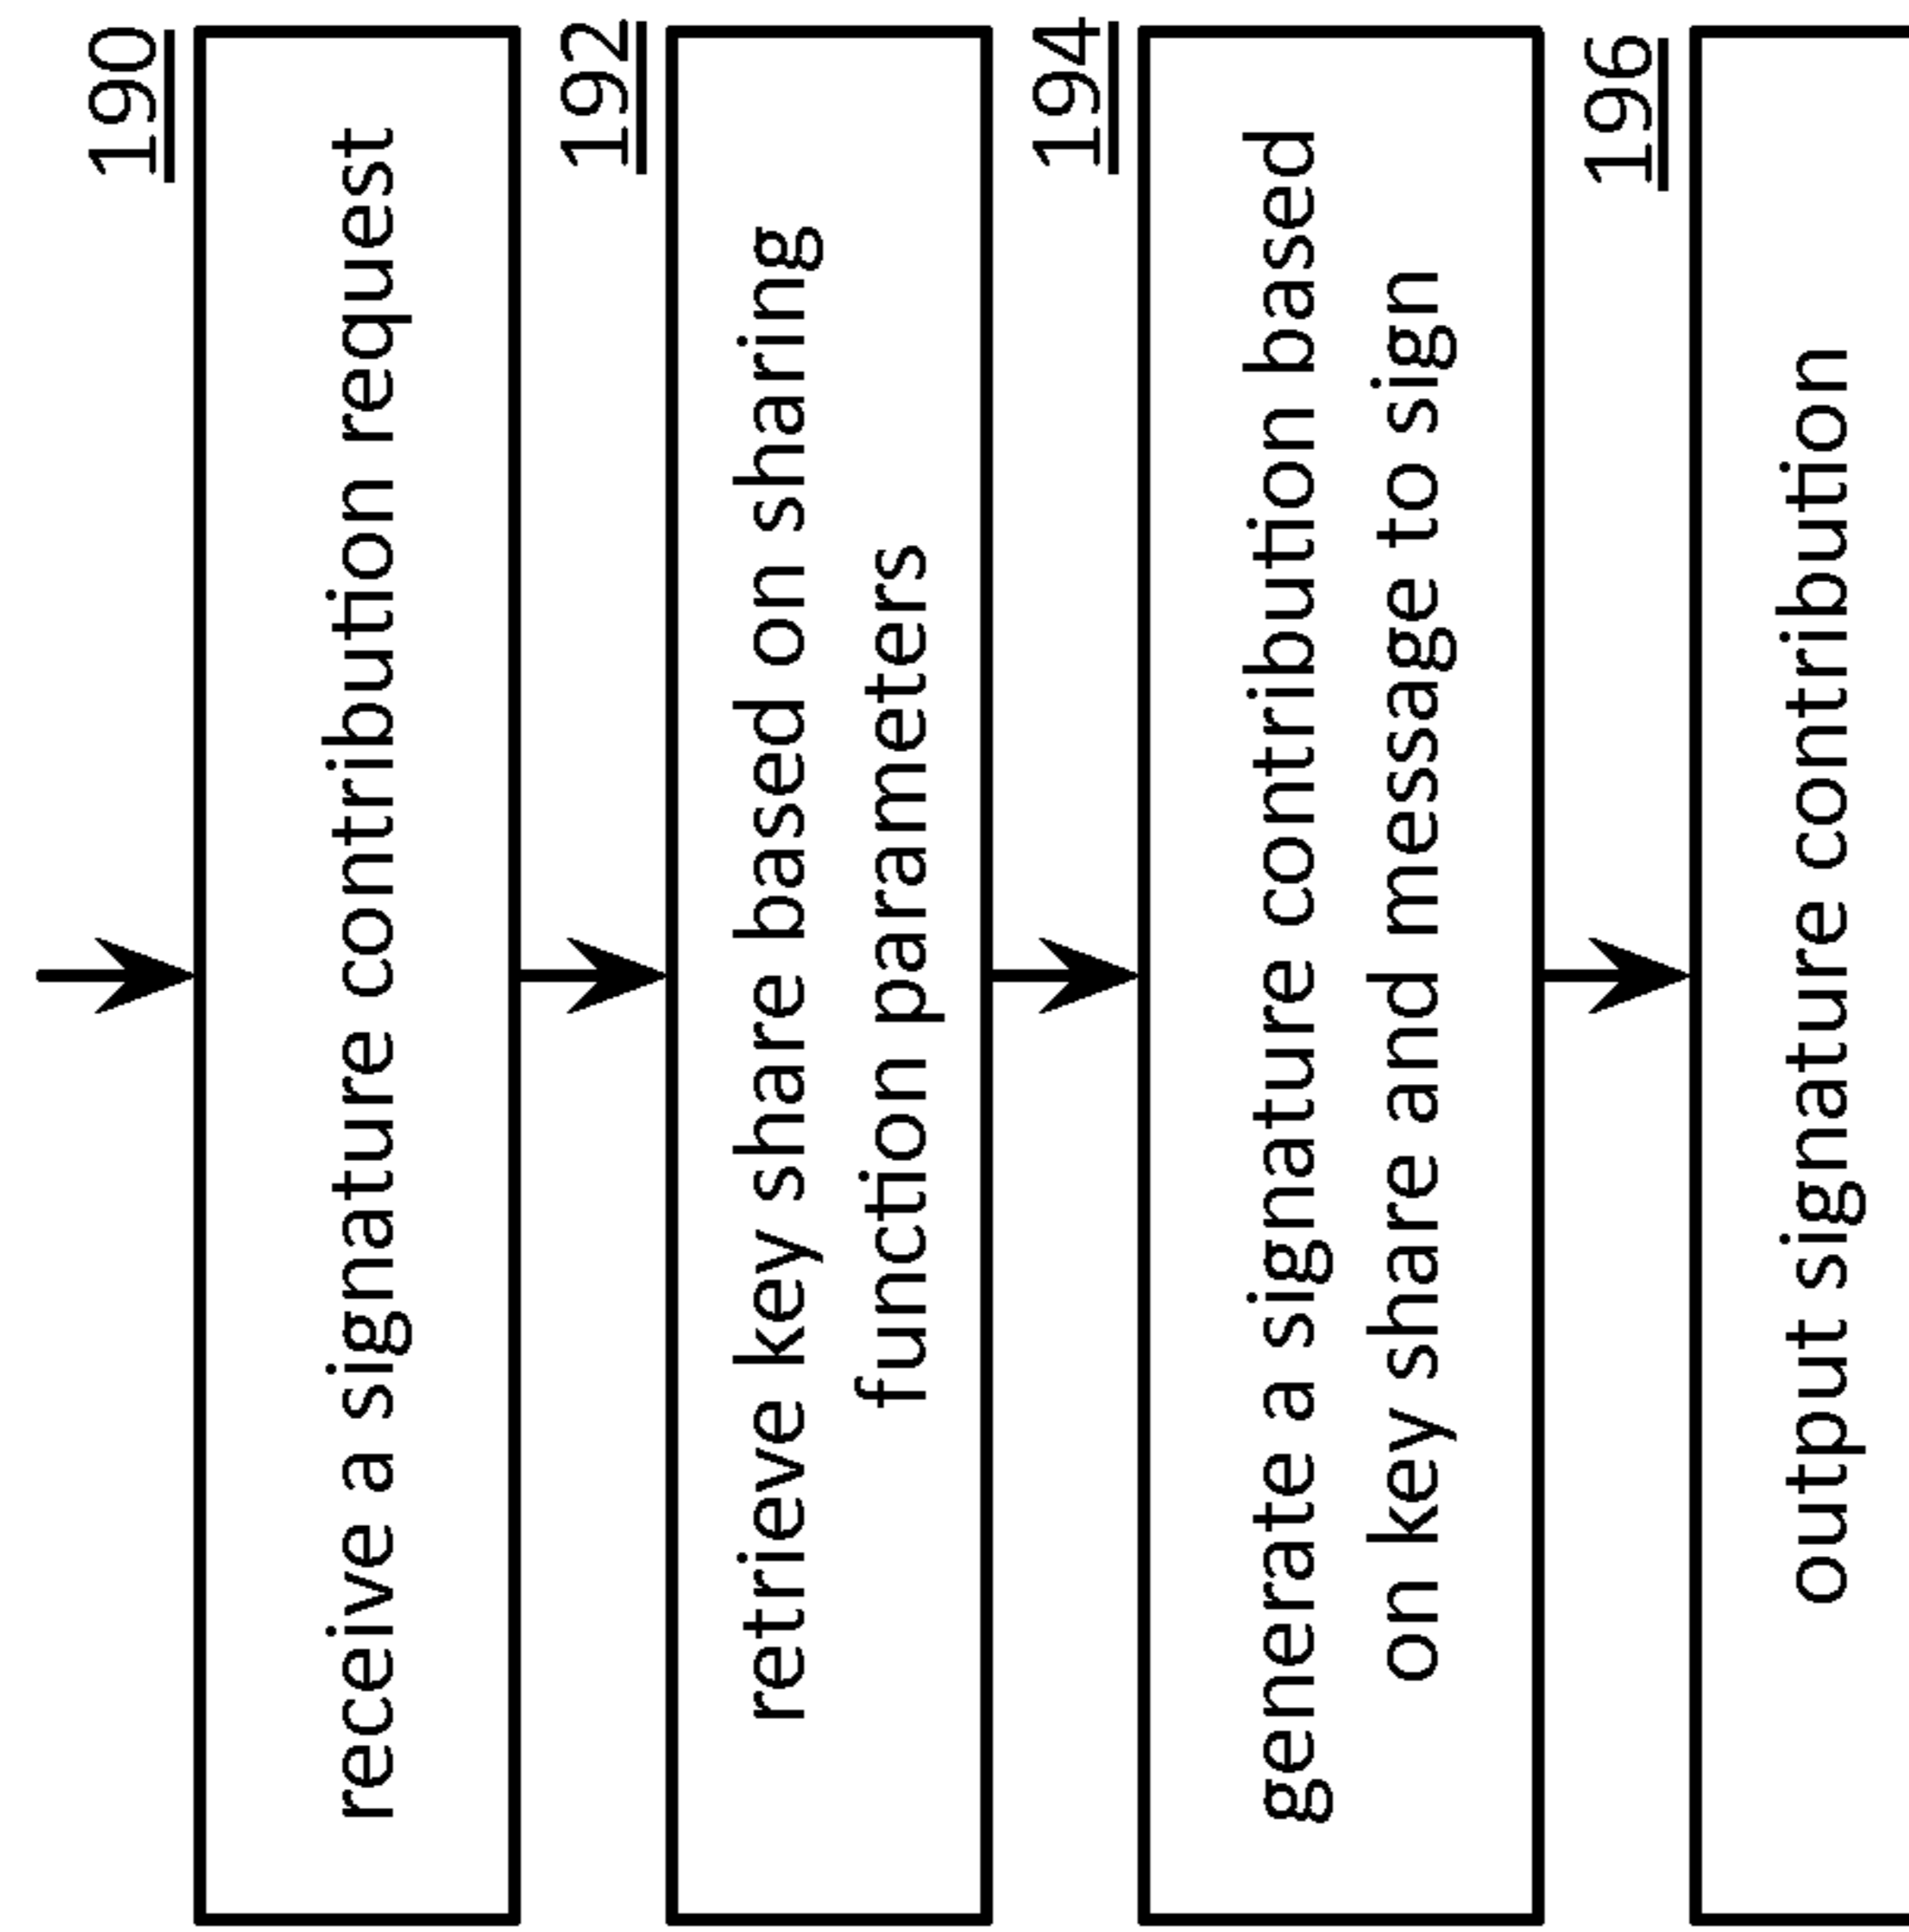 190
receive a signature contribution request
192
retrieve key share based on sharing
function parameters
194
generate a signature contribution based
on key share and message to sign
196
output signature contribution